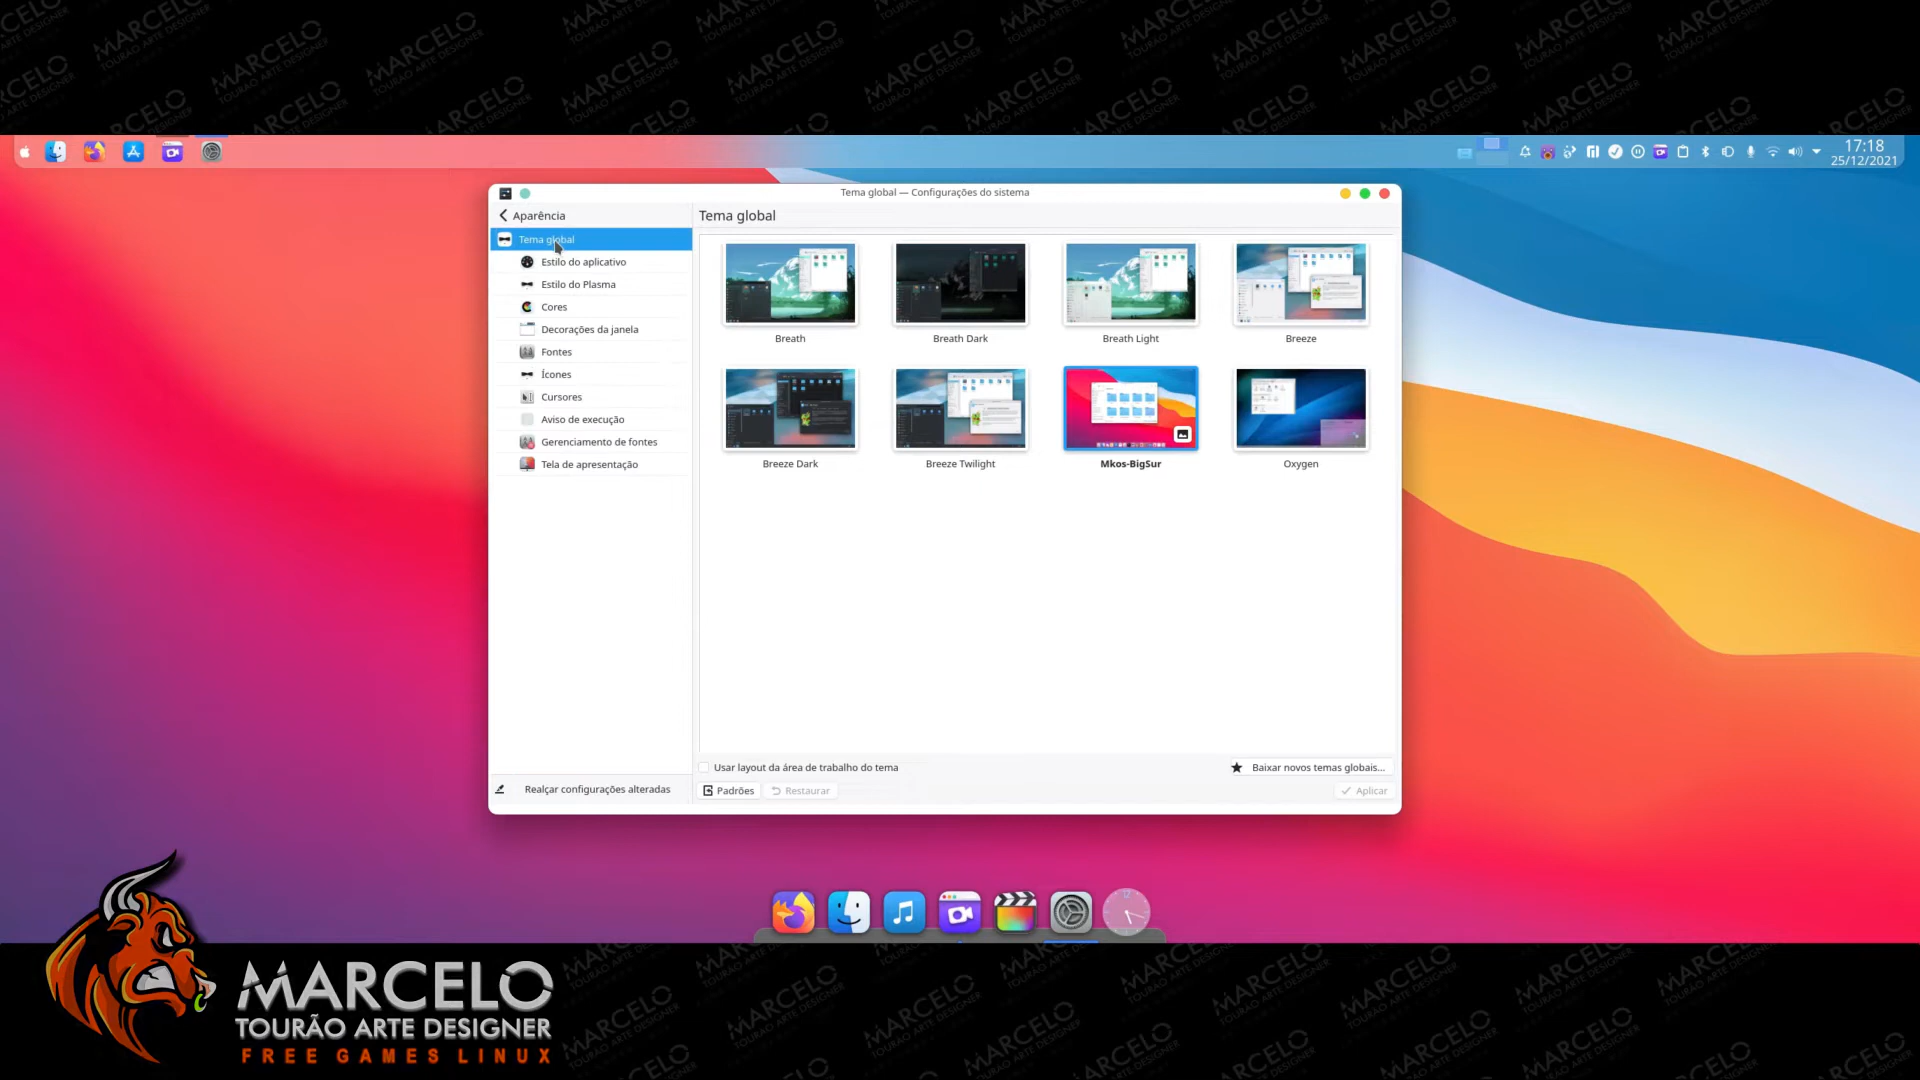 17:18
25/12/2021
Tema global — Configurações do sistema
Aparência
Tema global
Tema global
Estilo do aplicativo
Estilo do Plasma
Cores
Decorações da janela
Fontes
Ícones
Cursores
Aviso de execução
Gerenciamento de fontes
Tela de apresentação
Breath
Breath Dark
Breath Light
Breeze
Breeze Dark
Breeze Twilight
Mkos-BigSur
Oxygen
Usar layout da área de trabalho do tema
Baixar novos temas globais...
Realçar configurações alteradas
Padrões
Restaurar
Aplicar
MARCELO
TOURÃO ARTE DESIGNER
FREE GAMES LINUX